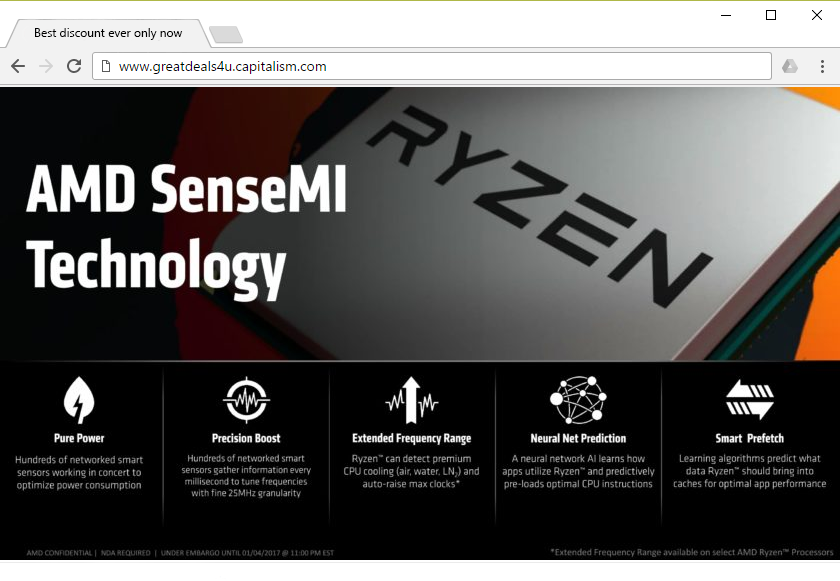 Best discount ever only now
www.greatdeals4u.capitalism.com
RYZEN
AMD SenseMI
Technology
Pure Power
Hundreds of networked smart
sensors working in concert to
optimize power consumption
Precision Boost
Hundreds of networked smart
sensors gather information every
millisecond to tune frequencies
with fine 25MHz granularity
Extended Frequency Range
Ryzen™ can detect premium
CPU cooling (air, water, LN₂) and
auto-raise max clocks*
Neural Net Prediction
A neural network AI learns how
apps utilize Ryzen™ and predictively
pre-loads optimal CPU instructions
Smart Prefetch
Learning algorithms predict what
data Ryzen™ should bring into
caches for optimal app performance
AMD CONFIDENTIAL | NDA REQUIRED | UNDER EMBARGO UNTIL 01/04/2017 @ 11:00 PM EST
*Extended Frequency Range available on select AMD Ryzen™ Processors